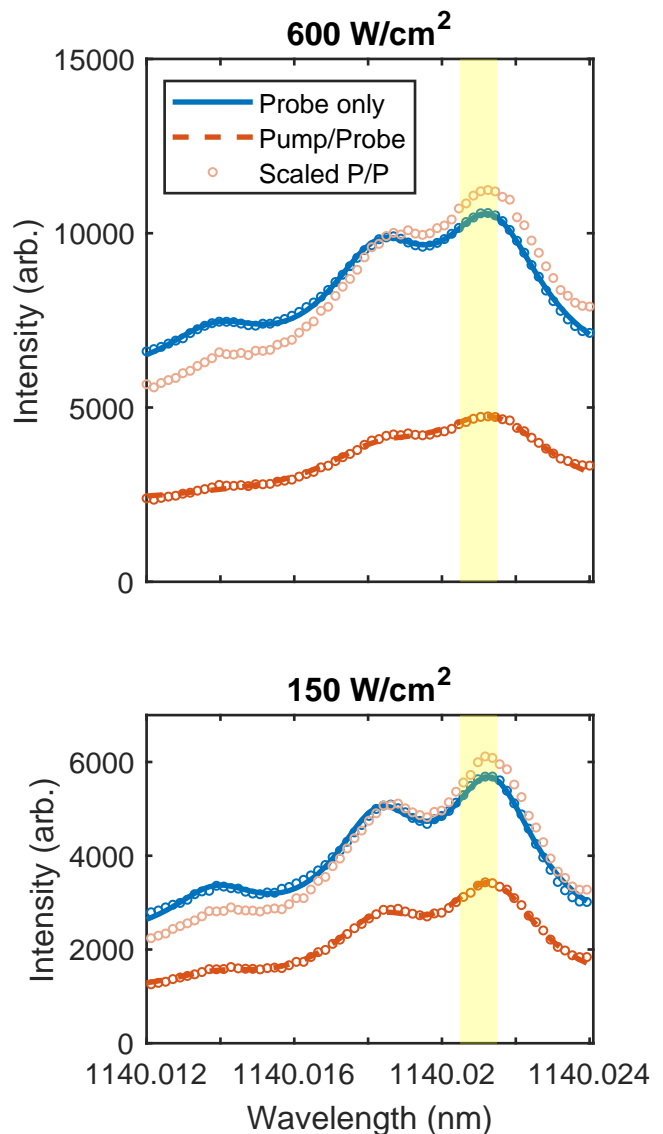 600 W/cm²
15000
Probe only
Pump/Probe
Scaled P/P
10000
Intensity (arb.)
5000
0
150 W/cm²
6000
4000
Intensity (arb.)
2000
0
1140.012 1140.016 1140.02 1140.024
Wavelength (nm)